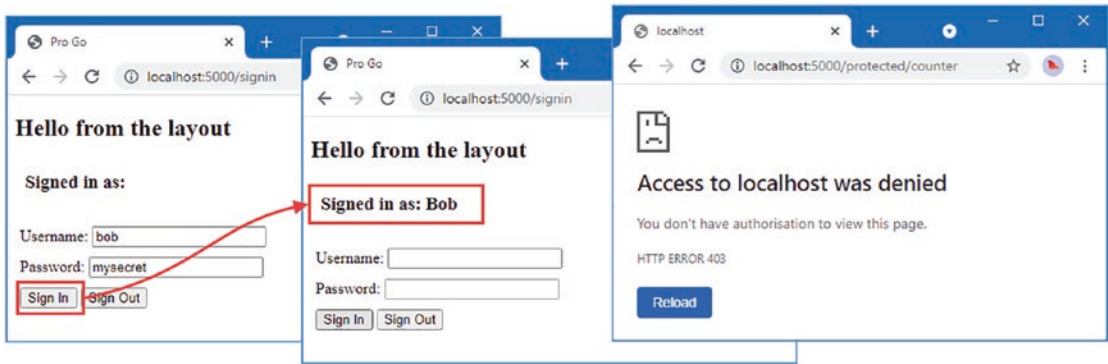 Pro Go
localhost:5000/signin
Hello from the layout
Signed in as:
Username: bob
Password: mysecret
Sign In Sign Out
Pro Go
localhost:5000/signin
Hello from the layout
Signed in as: Bob
Username:
Password:
Sign In Sign Out
localhost
localhost:5000/protected/counter
Access to localhost was denied
You don't have authorisation to view this page.
HTTP ERROR 403
Reload